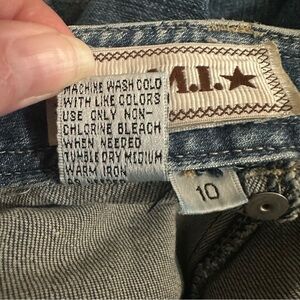 M.I.★
MACHINE WASH COLD
WITH LIKE COLORS
USE ONLY NON-
CHLORINE BLEACH
WHEN NEEDED
TUMBLE DRY MEDIUM
WARM IRON
10